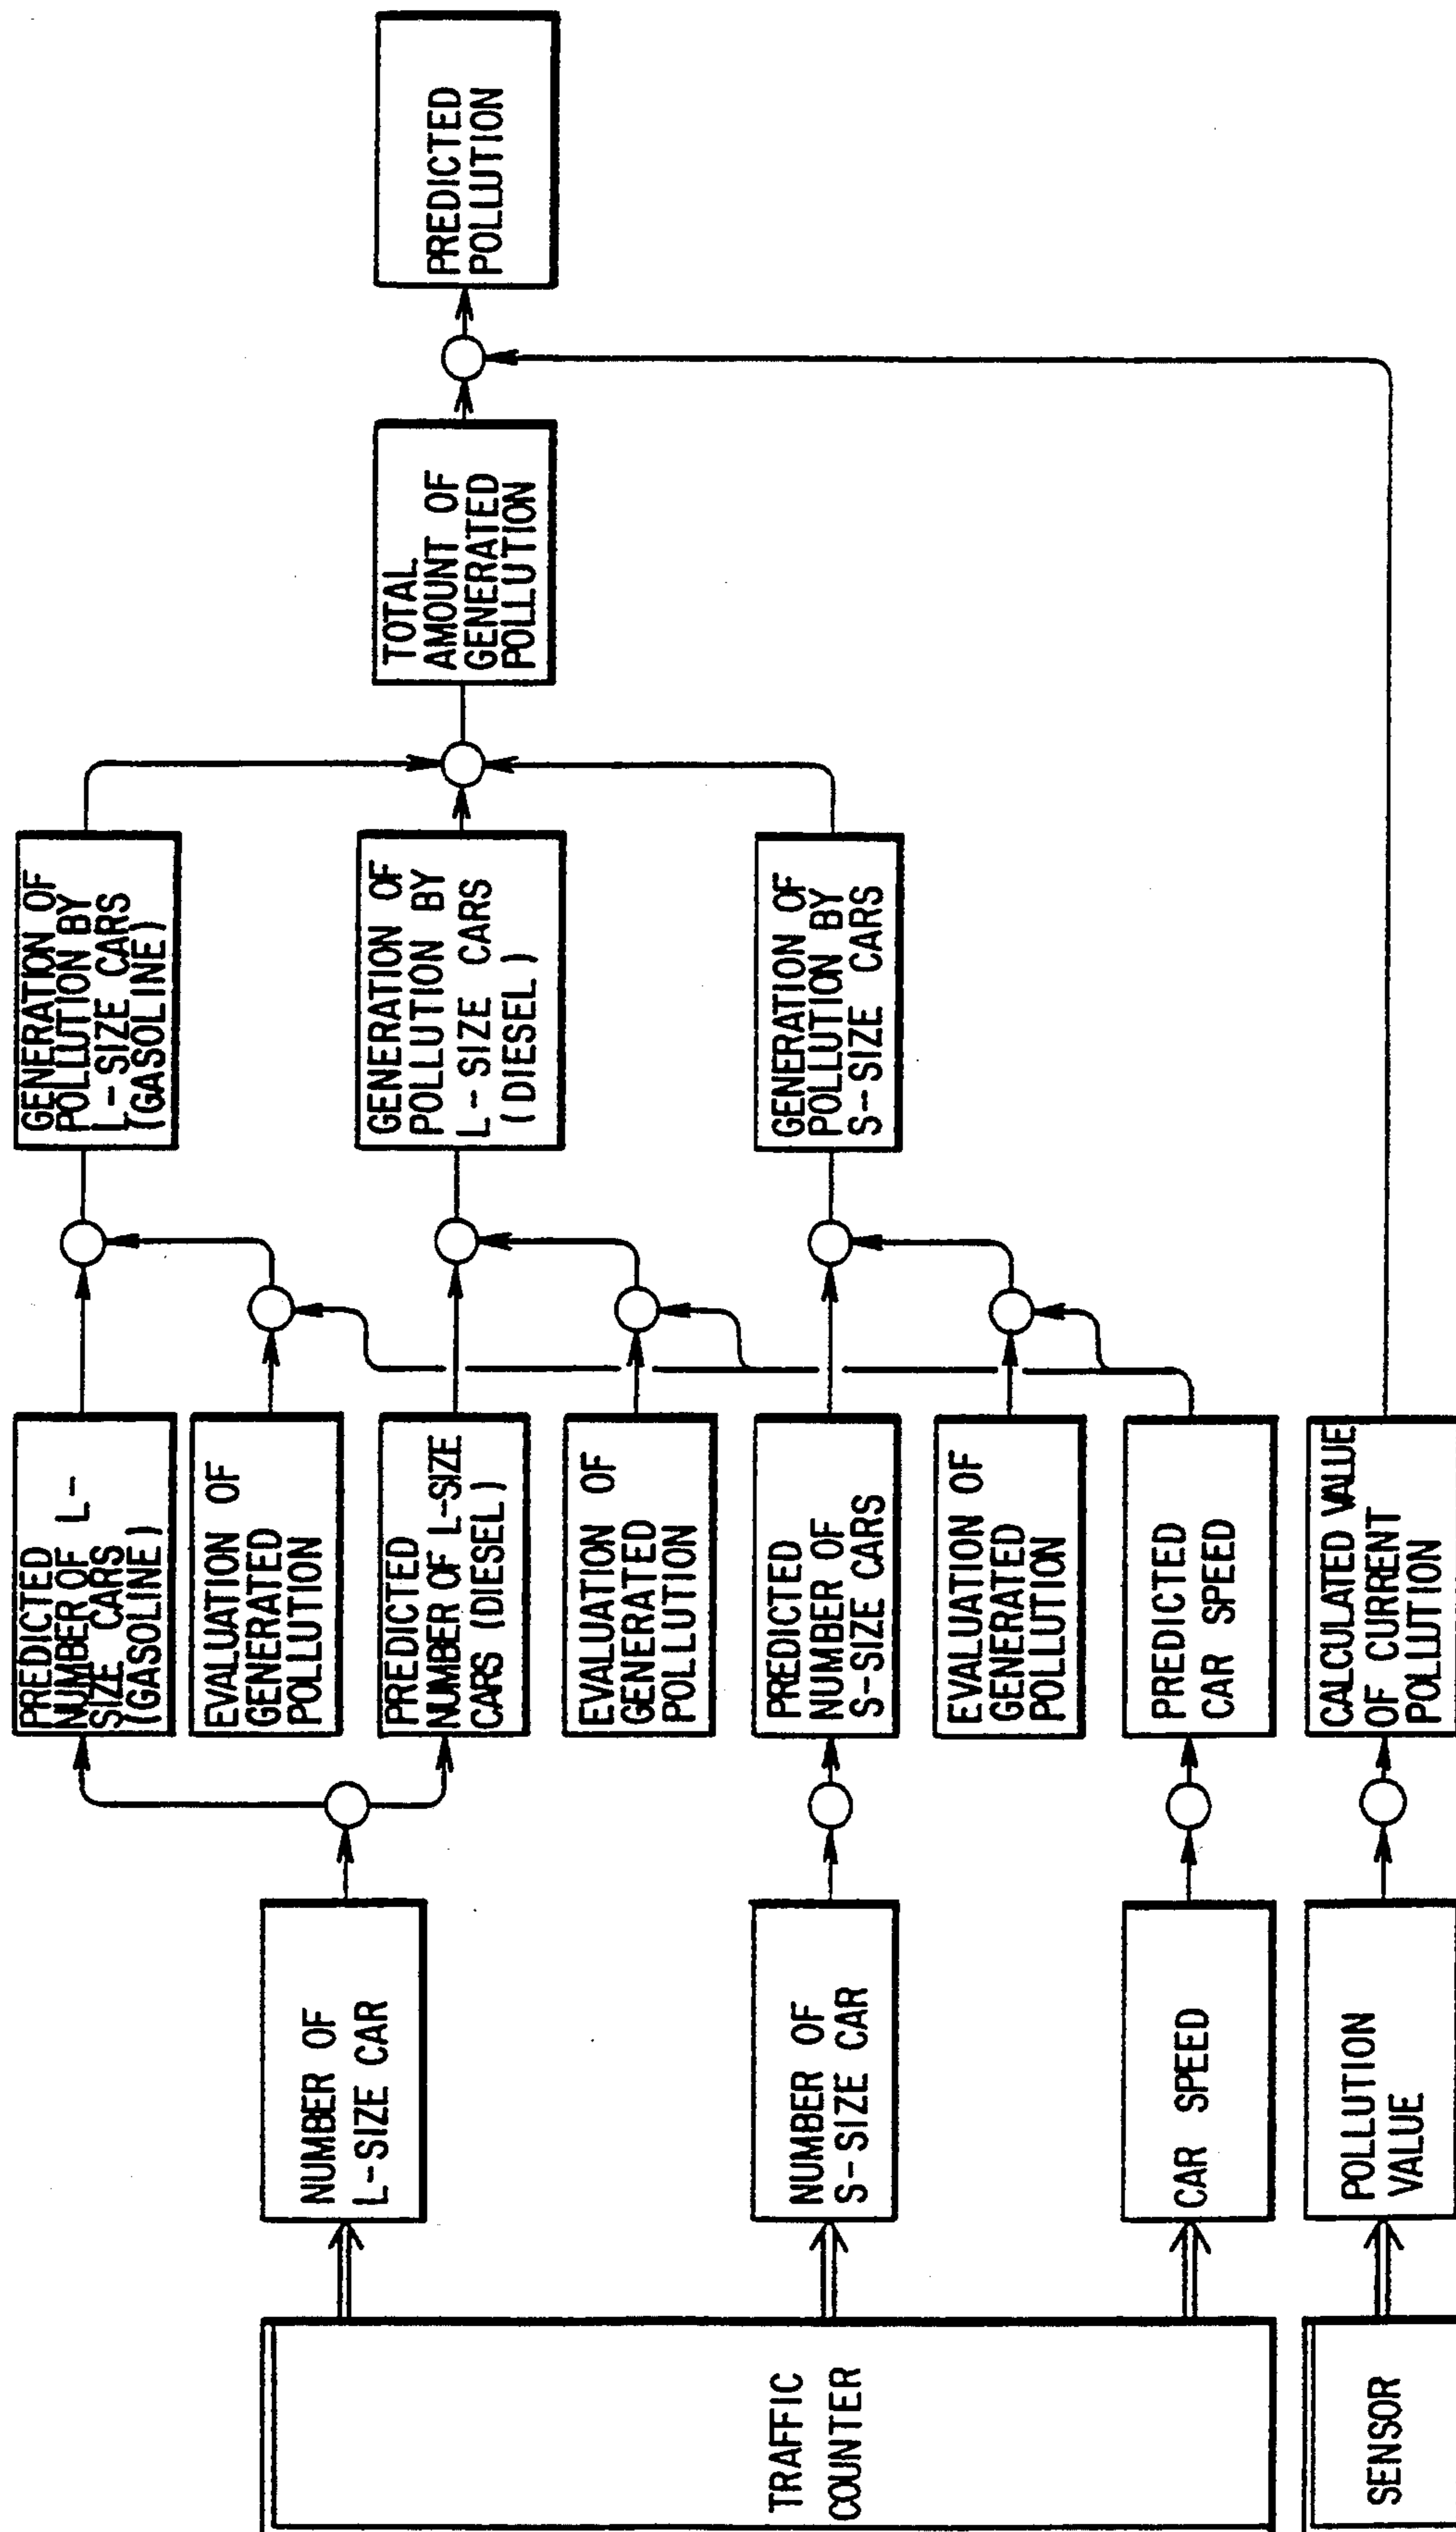 TRAFFIC
COUNTER
SENSOR
NUMBER OF
L-SIZE CAR
NUMBER OF
S-SIZE CAR
CAR SPEED
POLLUTION
VALUE
PREDICTED
NUMBER OF L-
SIZE CARS
(GASOLINE)
EVALUATION OF
GENERATED
POLLUTION
PREDICTED
NUMBER OF L-SIZE
CARS (DIESEL)
EVALUATION OF
GENERATED
POLLUTION
PREDICTED
NUMBER OF
S-SIZE CARS
EVALUATION OF
GENERATED
POLLUTION
PREDICTED
CAR SPEED
CALCULATED VALUE
OF CURRENT
POLLUTION
GENERATION OF
POLLUTION BY
L-SIZE CARS
(GASOLINE)
GENERATION OF
POLLUTION BY
L-SIZE CARS
(DIESEL)
GENERATION OF
POLLUTION BY
S-SIZE CARS
TOTAL
AMOUNT OF
GENERATED
POLLUTION
PREDICTED
POLLUTION